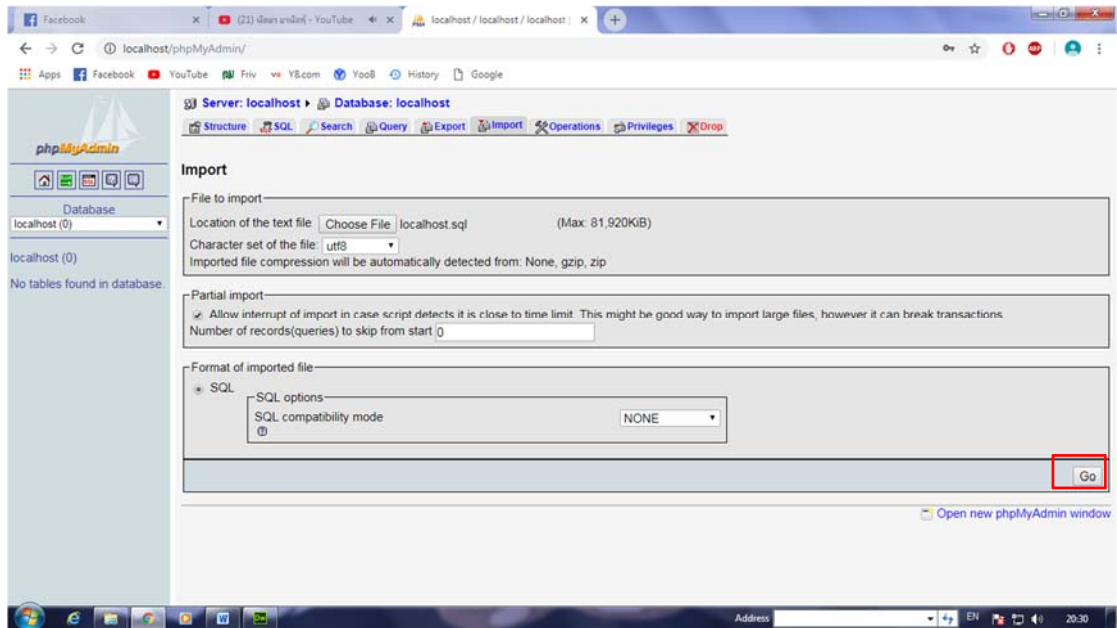 Facebook
(21) - YouTube
localhost / localhost / localhost |
localhost/phpMyAdmin/
Apps Facebook YouTube Friv Y8.com Yoo8 History Google
phpMyAdmin
Database
localhost (0)
localhost (0)
No tables found in database.
Server: localhost Database: localhost
Structure SQL Search Query Export Import Operations Privileges Drop
Import
File to import
Location of the text file Choose File localhost.sql (Max: 81,920KiB)
Character set of the file: utf8
Imported file compression will be automatically detected from: None, gzip, zip
Partial import
Allow interrupt of import in case script detects it is close to time limit. This might be good way to import large files, however it can break transactions.
Number of records(queries) to skip from start 0
Format of imported file
SQL
SQL options
SQL compatibility mode NONE
Go
Open new phpMyAdmin window
Address EN 20:30